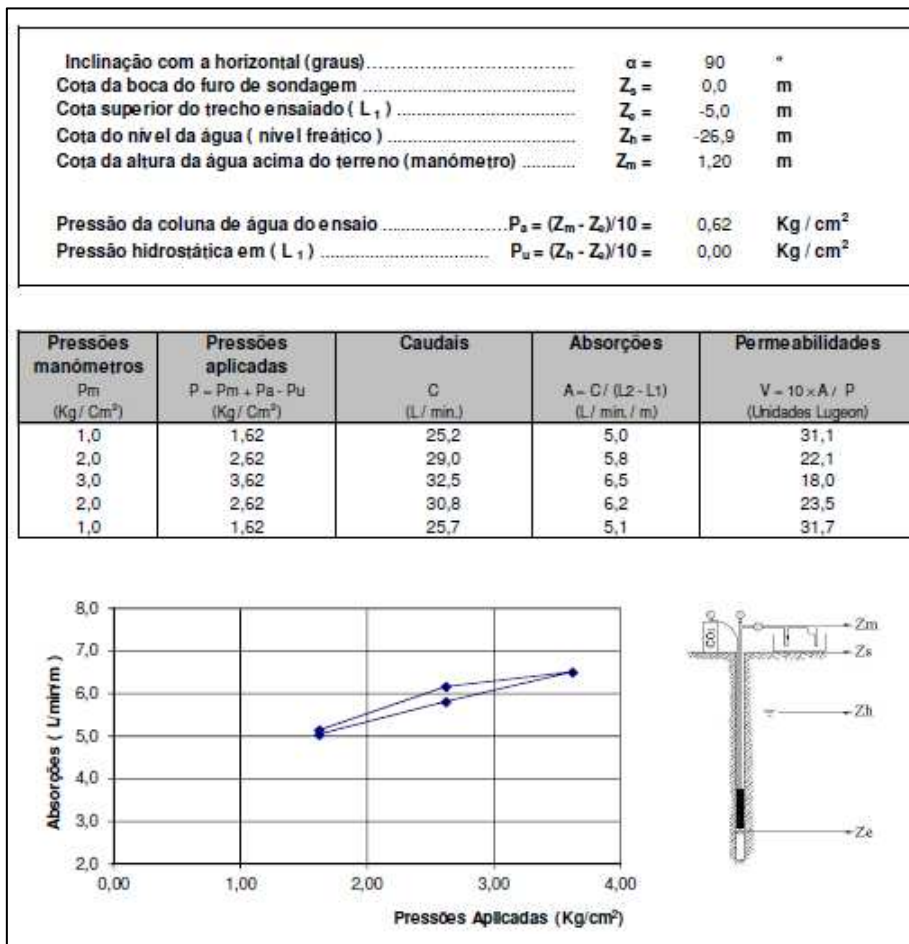 Inclinação com a horizontal (graus).................................................... α = 90 °
Cota da boca do furo de sondagem ................................................ Zs = 0,0 m
Cota superior do trecho ensaiado ( L 1 ) .......................................... Ze = -5,0 m
Cota do nível da água ( nível freático ) ............................................ Zh = -26,9 m
Cota da altura da água acima do terreno (manómetro) ............ Zm = 1,20 m
Pressão da coluna de água do ensaio .....................Pa = (Zm - Ze)/10 = 0,62 Kg / cm2
Pressão hidrostática em ( L 1 ) .................................. Pu = (Zh - Ze)/10 = 0,00 Kg / cm2
Pressões manómetros Pressões aplicadas Caudais Absorções Permeabilidades
Pm P = Pm + Pa - Pu C A = C / (L2 - L1) V = 10 x A / P
(Kg / Cm²) (Kg / Cm²) (L / min.) (L / min. / m) (Unidades Lugeon)
1,0 1,62 25,2 5,0 31,1
2,0 2,62 29,0 5,8 22,1
3,0 3,62 32,5 6,5 18,0
2,0 2,62 30,8 6,2 23,5
1,0 1,62 25,7 5,1 31,7
8,0
7,0
6,0
5,0
4,0
3,0
2,0
0,00 1,00 2,00 3,00 4,00
Absorções ( L/min/m )
Pressões Aplicadas (Kg/cm2)
CO2
Zm
Zs
Zh
Ze